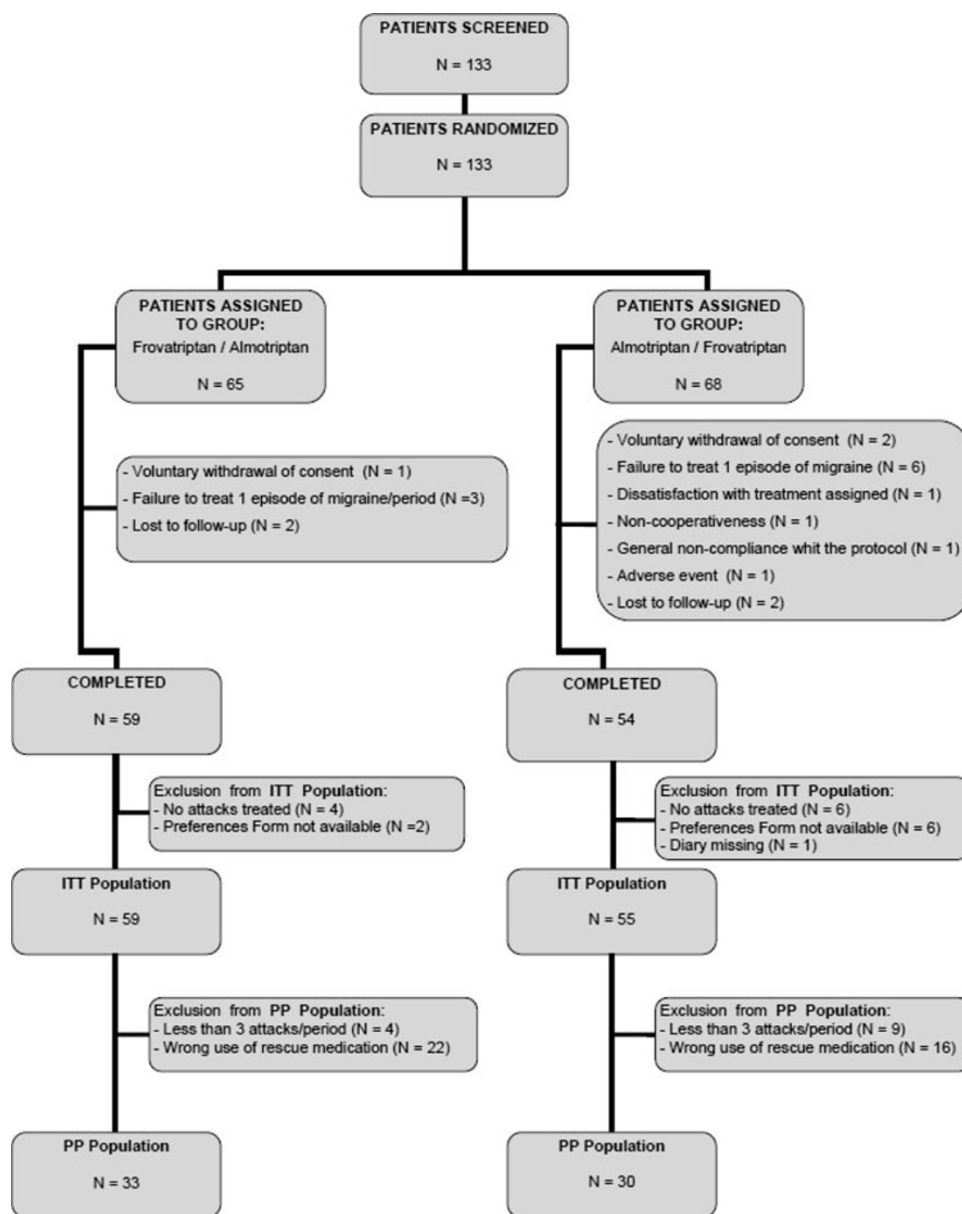 PATIENTS SCREENED
N = 133
PATIENTS RANDOMIZED
N = 133
PATIENTS ASSIGNED
TO GROUP:
Frovatriptan / Almotriptan
N = 65
PATIENTS ASSIGNED
TO GROUP:
Almotriptan / Frovatriptan
N = 68
- Voluntary withdrawal of consent (N = 1)
- Failure to treat 1 episode of migraine/period (N =3)
- Lost to follow-up (N = 2)
- Voluntary withdrawal of consent (N = 2)
- Failure to treat 1 episode of migraine (N = 6)
- Dissatisfaction with treatment assigned (N = 1)
- Non-cooperativeness (N = 1)
- General non-compliance whit the protocol (N = 1)
- Adverse event (N = 1)
- Lost to follow-up (N = 2)
COMPLETED
N = 59
COMPLETED
N = 54
Exclusion from ITT Population:
- No attacks treated (N = 4)
- Preferences Form not available (N =2)
Exclusion from ITT Population:
- No attacks treated (N = 6)
- Preferences Form not available (N = 6)
- Diary missing (N = 1)
ITT Population
N = 59
ITT Population
N = 55
Exclusion from PP Population:
- Less than 3 attacks/period (N = 4)
- Wrong use of rescue medication (N = 22)
Exclusion from PP Population:
- Less than 3 attacks/period (N = 9)
- Wrong use of rescue medication (N = 16)
PP Population
N = 33
PP Population
N = 30